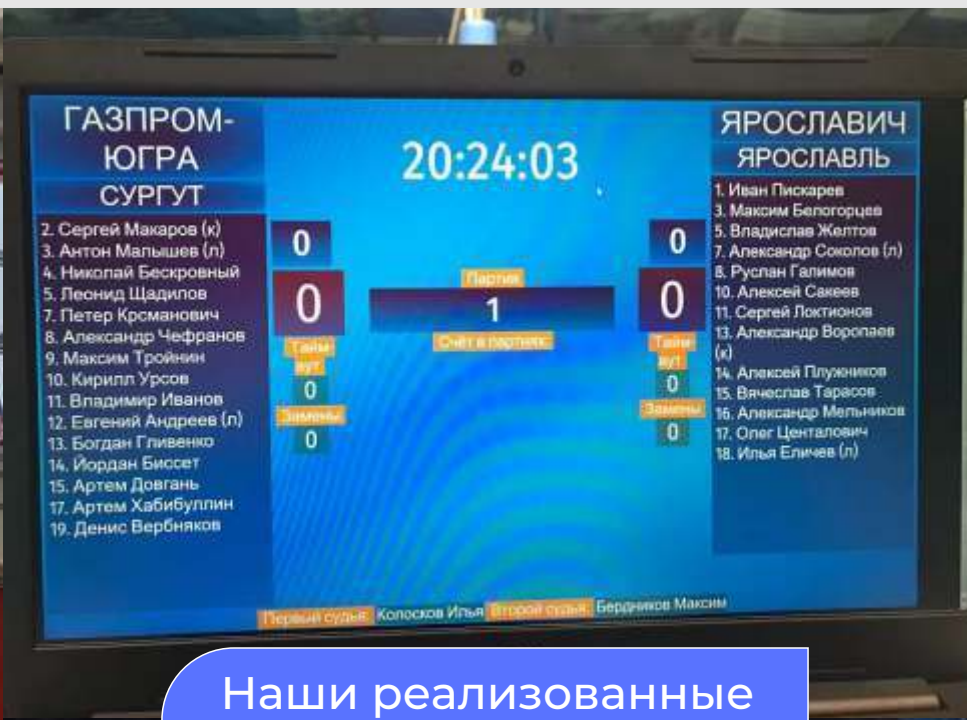 ГАЗПРОМ-
ЮГРА
СУРГУТ
2. Сергей Макаров (к)
3. Антон Малышев (л)
4. Николай Бескровный
5. Леонид Щадилов
7. Петер Крсманович
8. Александр Чефранов
9. Максим Тройнин
10. Кирилл Урсов
11. Владимир Иванов
12. Евгений Андреев (л)
13. Богдан Гливенко
14. Йордан Биссет
15. Артем Довгань
17. Артем Хабибуллин
19. Денис Вербняков
20:24:03
0
0
Партия
1
Счёт в партиях
Тайм-
аут
0
Замены
0
0
0
Тайм-
аут
0
Замены
0
ЯРОСЛАВИЧ
ЯРОСЛАВЛЬ
1. Иван Пискарев
3. Максим Белогорцев
5. Владислав Желтов
7. Александр Соколов (л)
8. Руслан Галимов
10. Алексей Сакеев
11. Сергей Локтионов
13. Александр Воропаев
(к)
14. Алексей Плужников
15. Вячеслав Тарасов
16. Александр Мельников
17. Олег Центалович
18. Илья Еличев (л)
Первый судья: Колосков Илья Второй судья: Бердников Максим
Наши реализованные